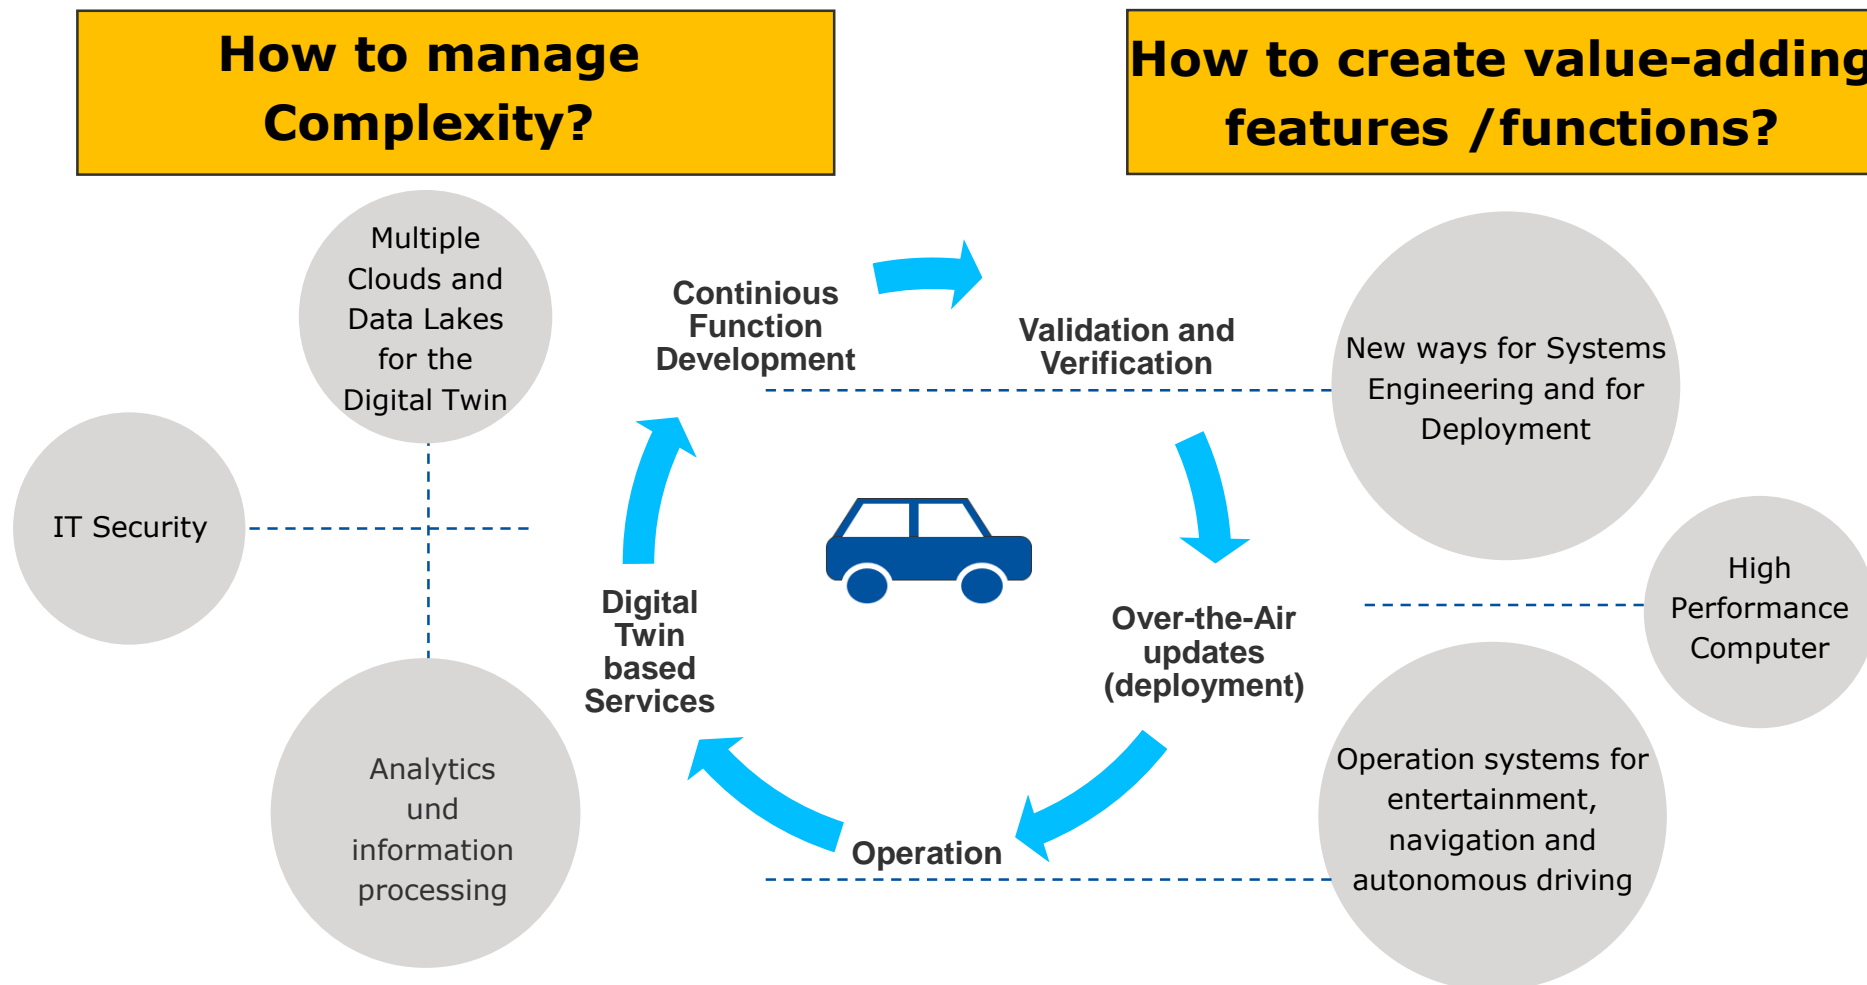 How to manage
Complexity?
How to create value-adding
features /functions?
Multiple
Clouds and
Data Lakes
for the
Digital Twin
Continious
Function
Development
Validation and
Verification
New ways for Systems
Engineering and for
Deployment
IT Security
High
Performance
Computer
Digital
Twin
based
Services
Over-the-Air
updates
(deployment)
Analytics
und
information
processing
Operation
Operation systems for
entertainment,
navigation and
autonomous driving